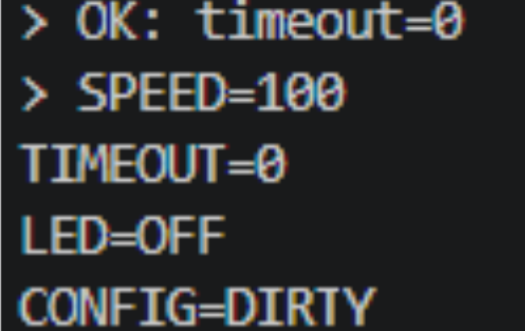 > OK: timeout=0
> SPEED=100
TIMEOUT=0
LED=OFF
CONFIG=DIRTY